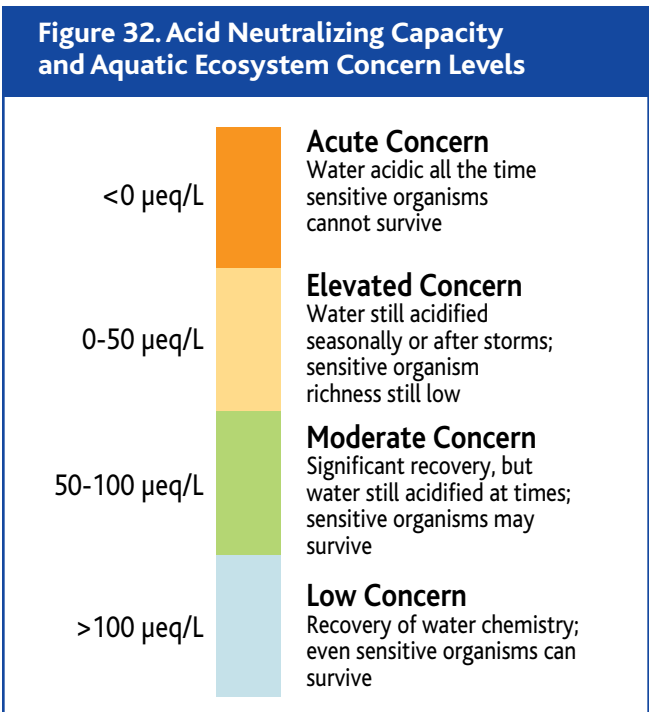 Figure 32. Acid Neutralizing Capacity
and Aquatic Ecosystem Concern Levels
<0 µeq/L
Acute Concern
Water acidic all the time
sensitive organisms
cannot survive
0-50 µeq/L
Elevated Concern
Water still acidified
seasonally or after storms;
sensitive organism
richness still low
50-100 µeq/L
Moderate Concern
Significant recovery, but
water still acidified at times;
sensitive organisms may
survive
>100 µeq/L
Low Concern
Recovery of water chemistry;
even sensitive organisms can
survive